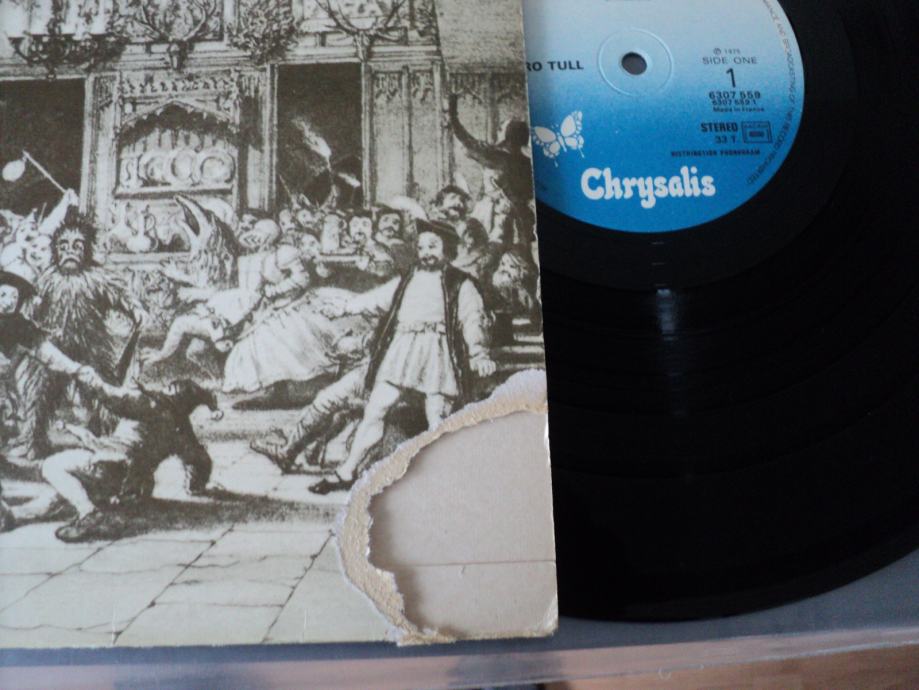 RO TULL
℗ 1975
SIDE ONE
1
6307 559
6307 559 1
Made in France
STEREO
33 T.
DISTRIBUTION PHONOGRAM
Chrysalis